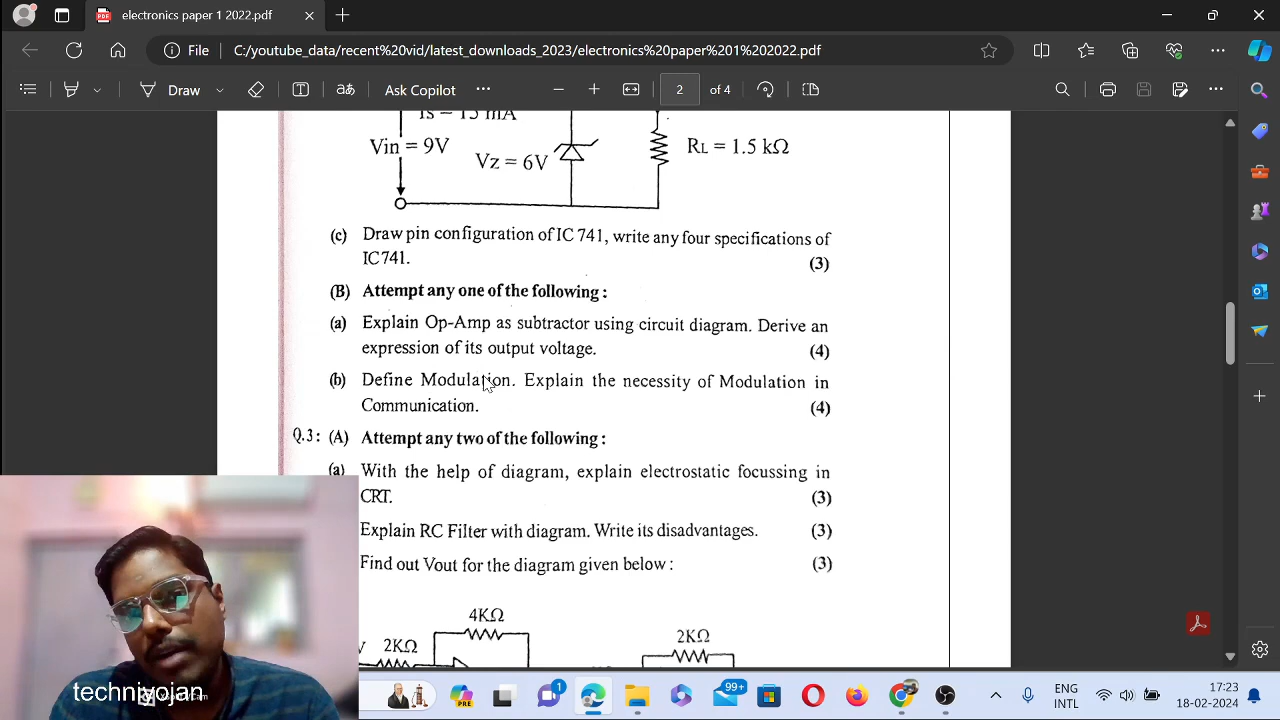 electronics paper 1 2022.pdf
File C:/youtube_data/recent%20vid/latest_downloads_2023/electronics%20paper%201%202022.pdf
Draw Ask Copilot 2 of 4
Is = 15 mA
Vin = 9V
Vz = 6V
RL = 1.5 kΩ
(c) Draw pin configuration of IC 741, write any four specifications of
IC 741. (3)
(B) Attempt any one of the following :
(a) Explain Op-Amp as subtractor using circuit diagram. Derive an
expression of its output voltage. (4)
(b) Define Modulation. Explain the necessity of Modulation in
Communication. (4)
Q.3 : (A) Attempt any two of the following :
(a) With the help of diagram, explain electrostatic focussing in
CRT. (3)
Explain RC Filter with diagram. Write its disadvantages. (3)
Find out Vout for the diagram given below : (3)
4KΩ
2KΩ
2KΩ
PRE
1
99+
ENG
INTL
17:23
18-02-2024